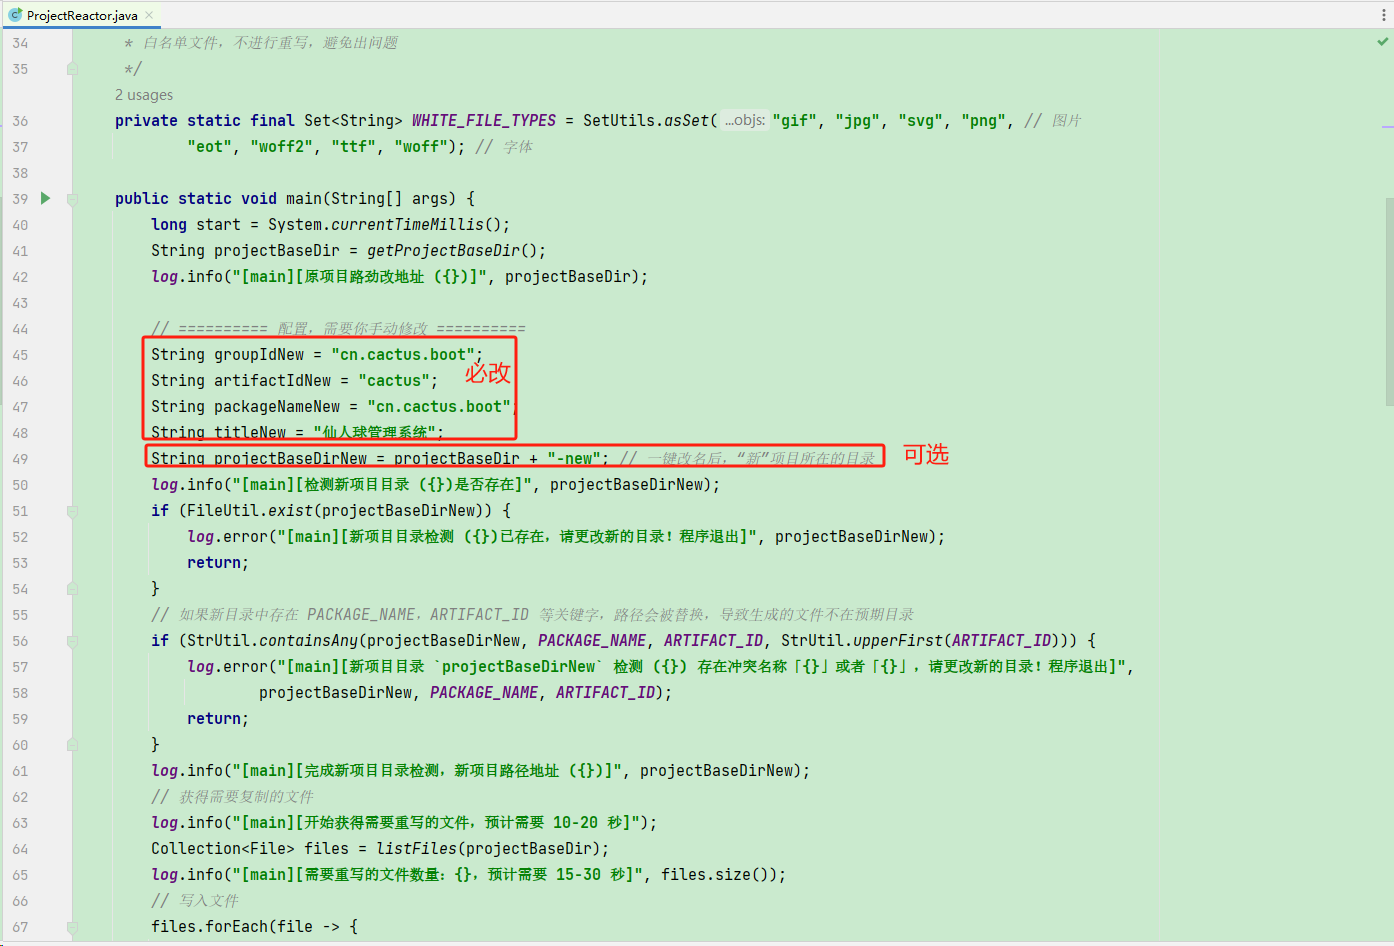 ProjectReactor.java
34 * 白名单文件，不进行重写，避免出问题
35 */
2 usages
36 private static final Set<String> WHITE_FILE_TYPES = SetUtils.asSet( ...objs: "gif", "jpg", "svg", "png", // 图片
37 "eot", "woff2", "ttf", "woff"); // 字体
38
39 public static void main(String[] args) {
40 long start = System.currentTimeMillis();
41 String projectBaseDir = getProjectBaseDir();
42 log.info("[main][原项目路劲改地址 ({})]", projectBaseDir);
43
44 // ========== 配置，需要你手动修改 ==========
45 String groupIdNew = "cn.cactus.boot";
46 String artifactIdNew = "cactus"; 必改
47 String packageNameNew = "cn.cactus.boot";
48 String titleNew = "仙人球管理系统";
49 String projectBaseDirNew = projectBaseDir + "-new"; // 一键改名后，“新”项目所在的目录 可选
50 log.info("[main][检测新项目目录 ({})是否存在]", projectBaseDirNew);
51 if (FileUtil.exist(projectBaseDirNew)) {
52 log.error("[main][新项目目录检测 ({})已存在，请更改新的目录！程序退出]", projectBaseDirNew);
53 return;
54 }
55 // 如果新目录中存在 PACKAGE_NAME，ARTIFACT_ID 等关键字，路径会被替换，导致生成的文件不在预期目录
56 if (StrUtil.containsAny(projectBaseDirNew, PACKAGE_NAME, ARTIFACT_ID, StrUtil.upperFirst(ARTIFACT_ID))) {
57 log.error("[main][新项目目录 `projectBaseDirNew` 检测 ({}) 存在冲突名称「{}」或者「{}」，请更改新的目录！程序退出]",
58 projectBaseDirNew, PACKAGE_NAME, ARTIFACT_ID);
59 return;
60 }
61 log.info("[main][完成新项目目录检测，新项目路径地址 ({})]", projectBaseDirNew);
62 // 获得需要复制的文件
63 log.info("[main][开始获得需要重写的文件，预计需要 10-20 秒]");
64 Collection<File> files = listFiles(projectBaseDir);
65 log.info("[main][需要重写的文件数量：{}，预计需要 15-30 秒]", files.size());
66 // 写入文件
67 files.forEach(file -> {